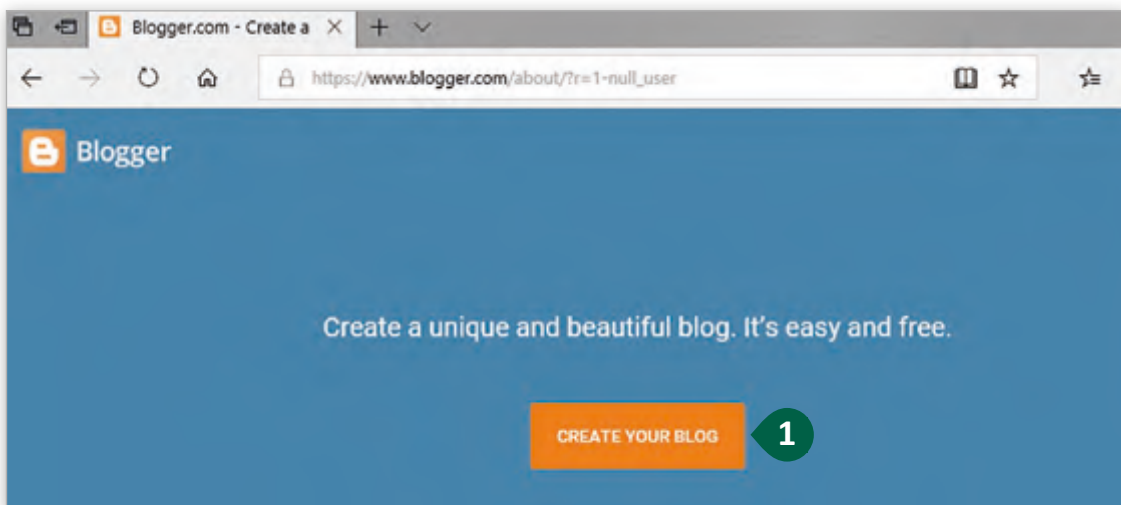 Blogger.com - Create a
https://www.blogger.com/about/?r=1-null_user
Blogger
Create a unique and beautiful blog. It's easy and free.
CREATE YOUR BLOG
1